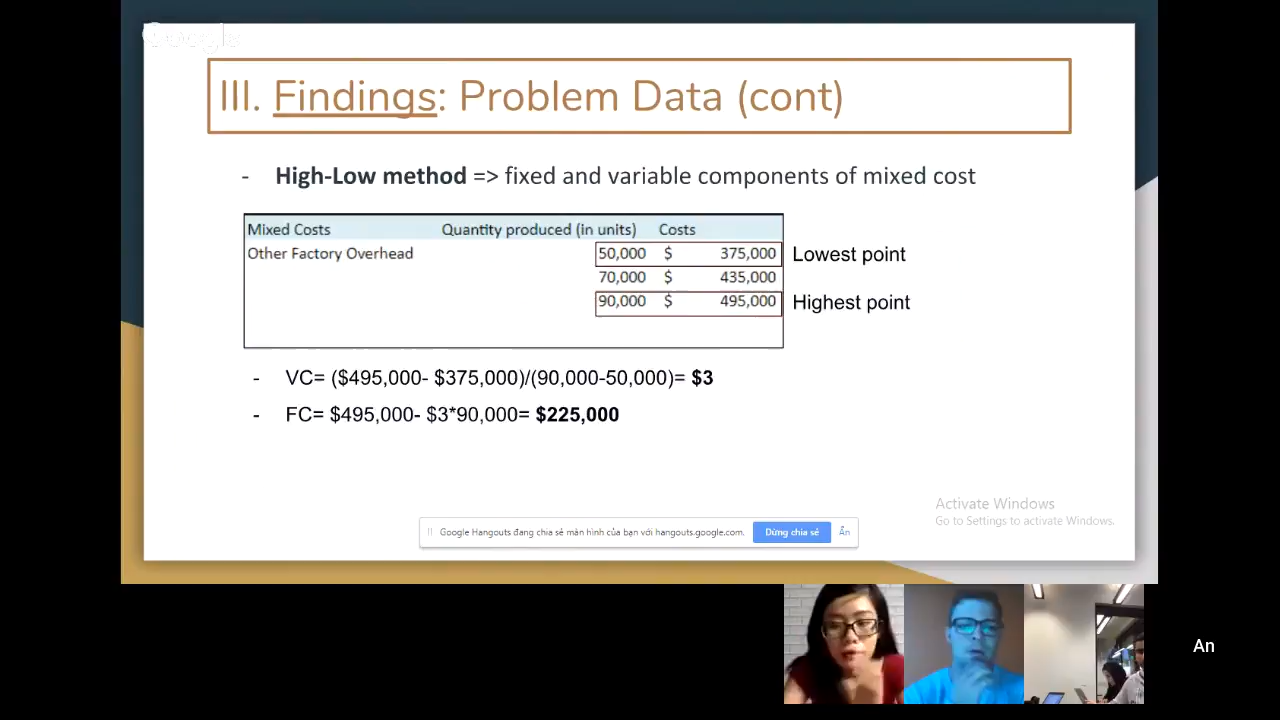 Google
III. Findings: Problem Data (cont)
- High-Low method => fixed and variable components of mixed cost
Mixed Costs Quantity produced (in units) Costs
Other Factory Overhead 50,000 $ 375,000 Lowest point
70,000 $ 435,000
90,000 $ 495,000 Highest point
- VC= ($495,000- $375,000)/(90,000-50,000)= $3
- FC= $495,000- $3*90,000= $225,000
Activate Windows
Go to Settings to activate Windows.
Google Hangouts đang chia sẻ màn hình của bạn với hangouts.google.com. Dừng chia sẻ Ẩn
An